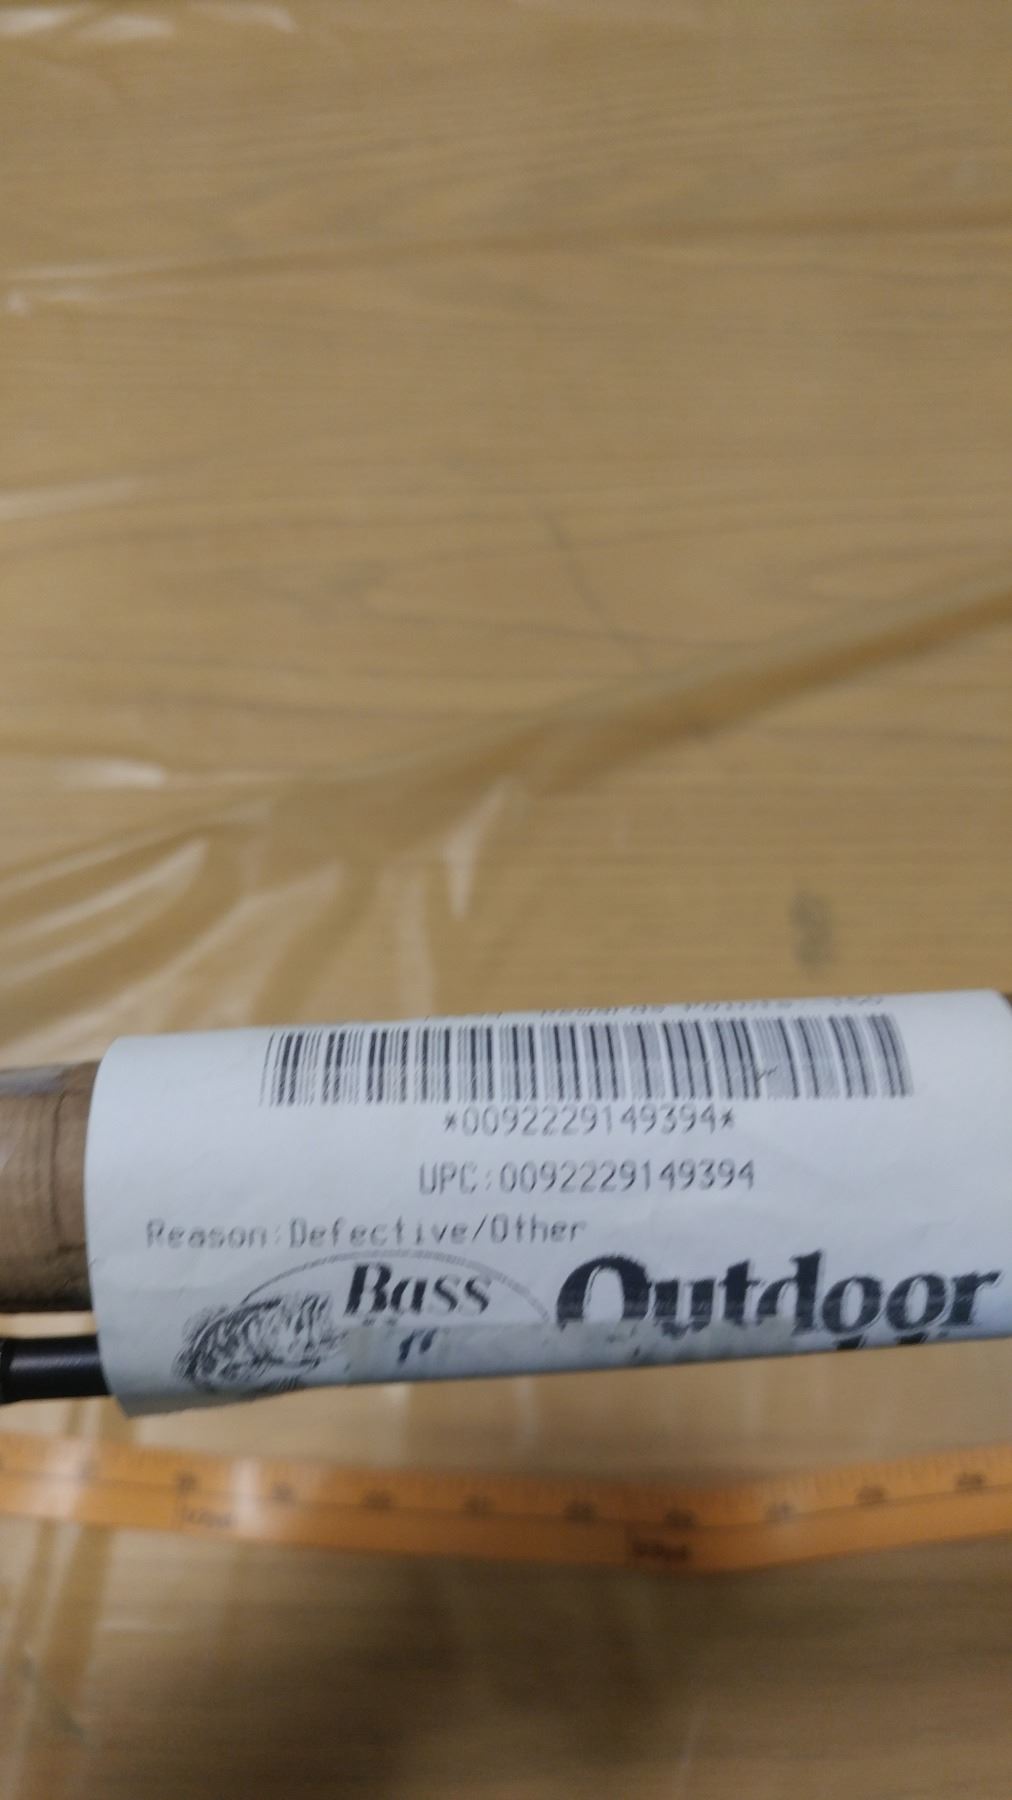 *0092229149394*
UPC:0092229149394
Reason:Defective/Other
Bass
Outdoor